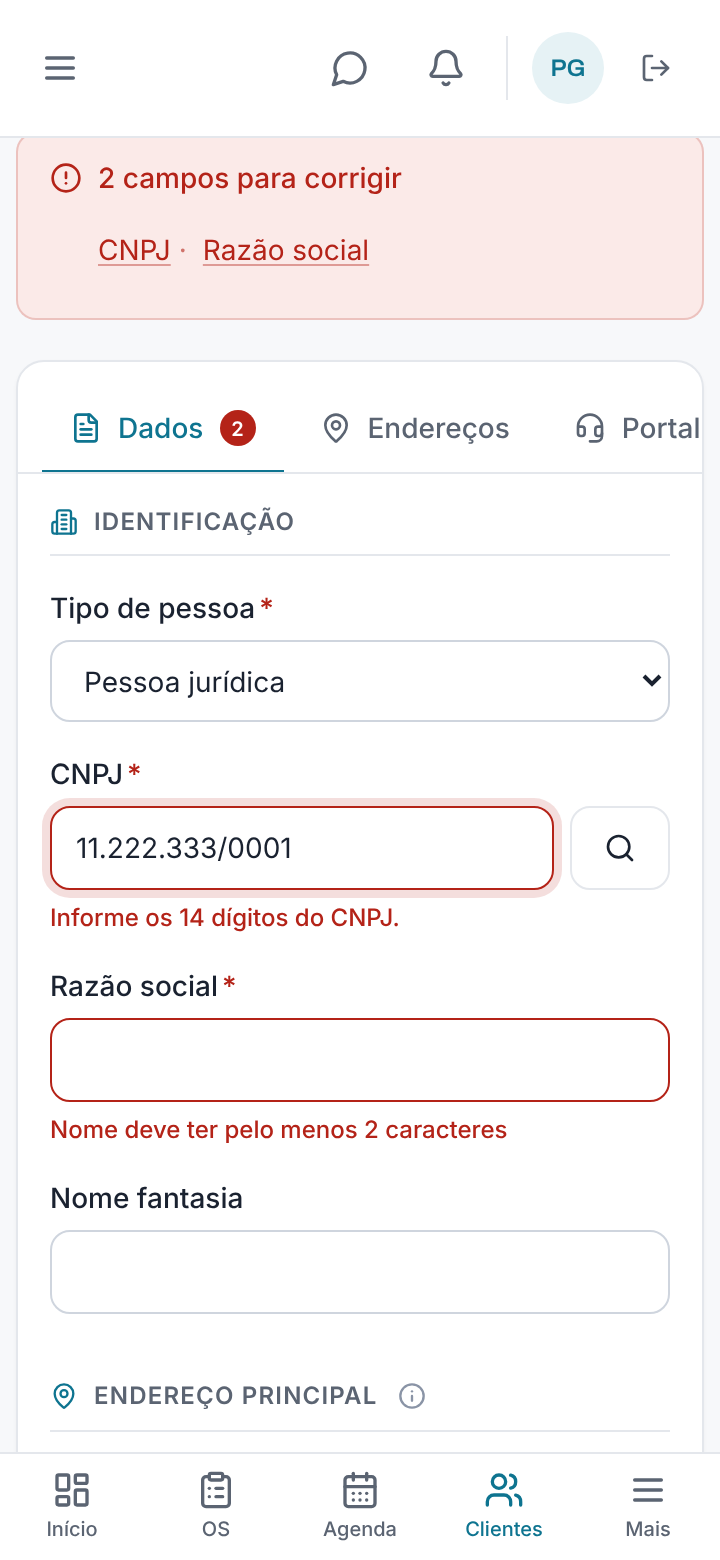 PG
2 campos para corrigir
CNPJ · Razão social
Dados 2 Endereços Portal
IDENTIFICAÇÃO
Tipo de pessoa*
Pessoa jurídica
CNPJ*
11.222.333/0001
Informe os 14 dígitos do CNPJ.
Razão social*
Nome deve ter pelo menos 2 caracteres
Nome fantasia
ENDEREÇO PRINCIPAL
Início OS Agenda Clientes Mais